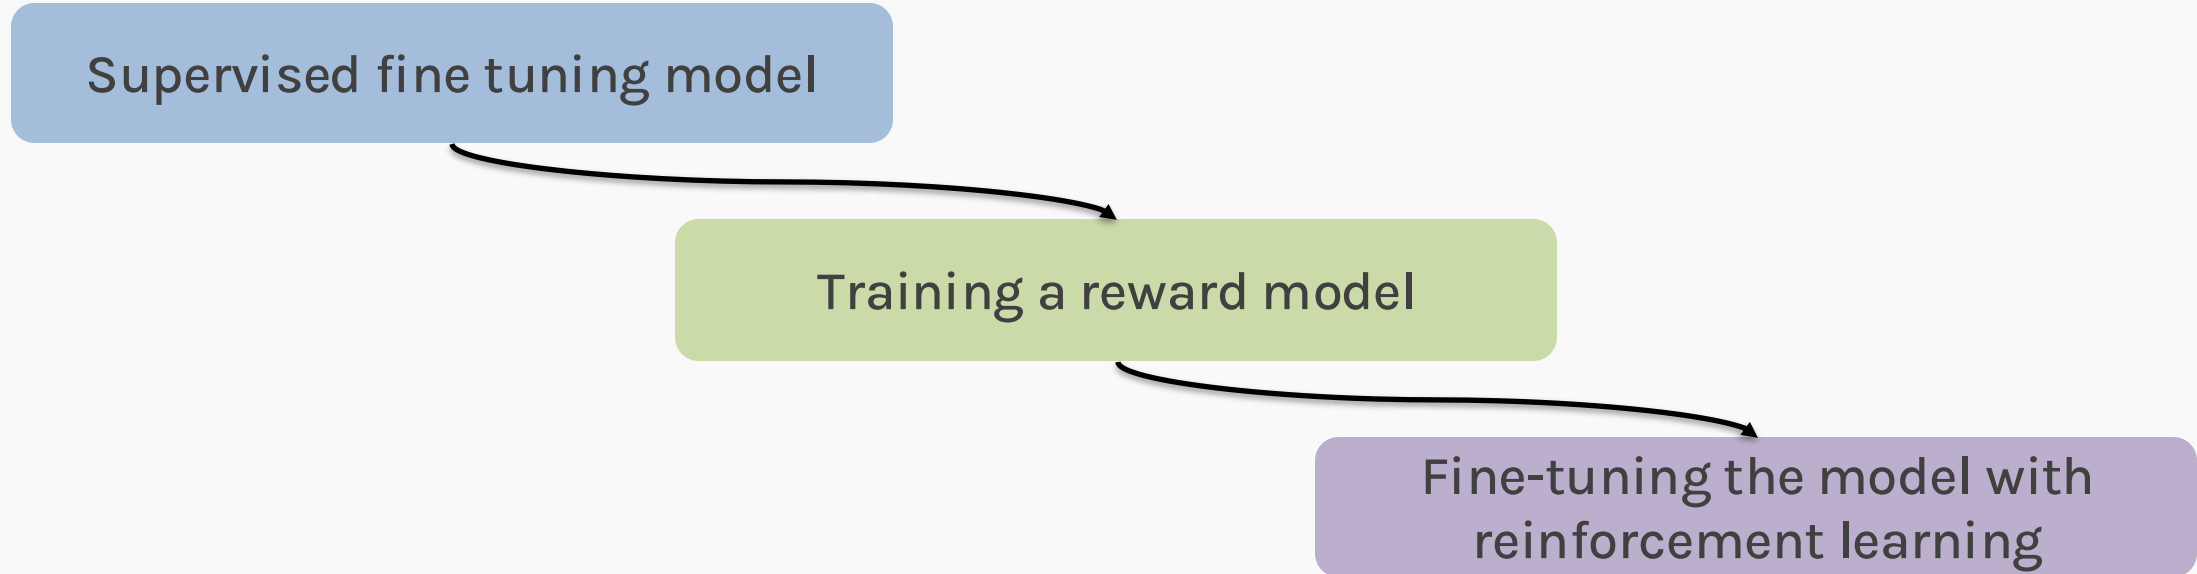 Supervised fine tuning model
Training a reward model
Fine-tuning the model with
reinforcement learning